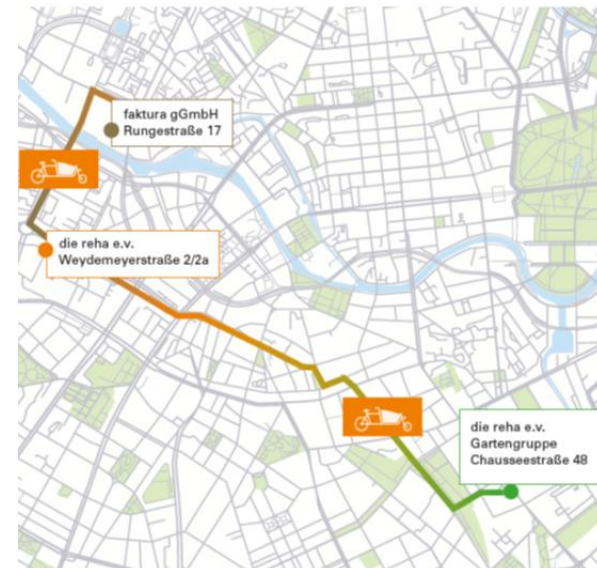 faktura gGmbH
Rungestraße 17
die reha e.v.
Weydemeyerstraße 2/2a
die reha e.v.
Gartengruppe
Chausseestraße 48